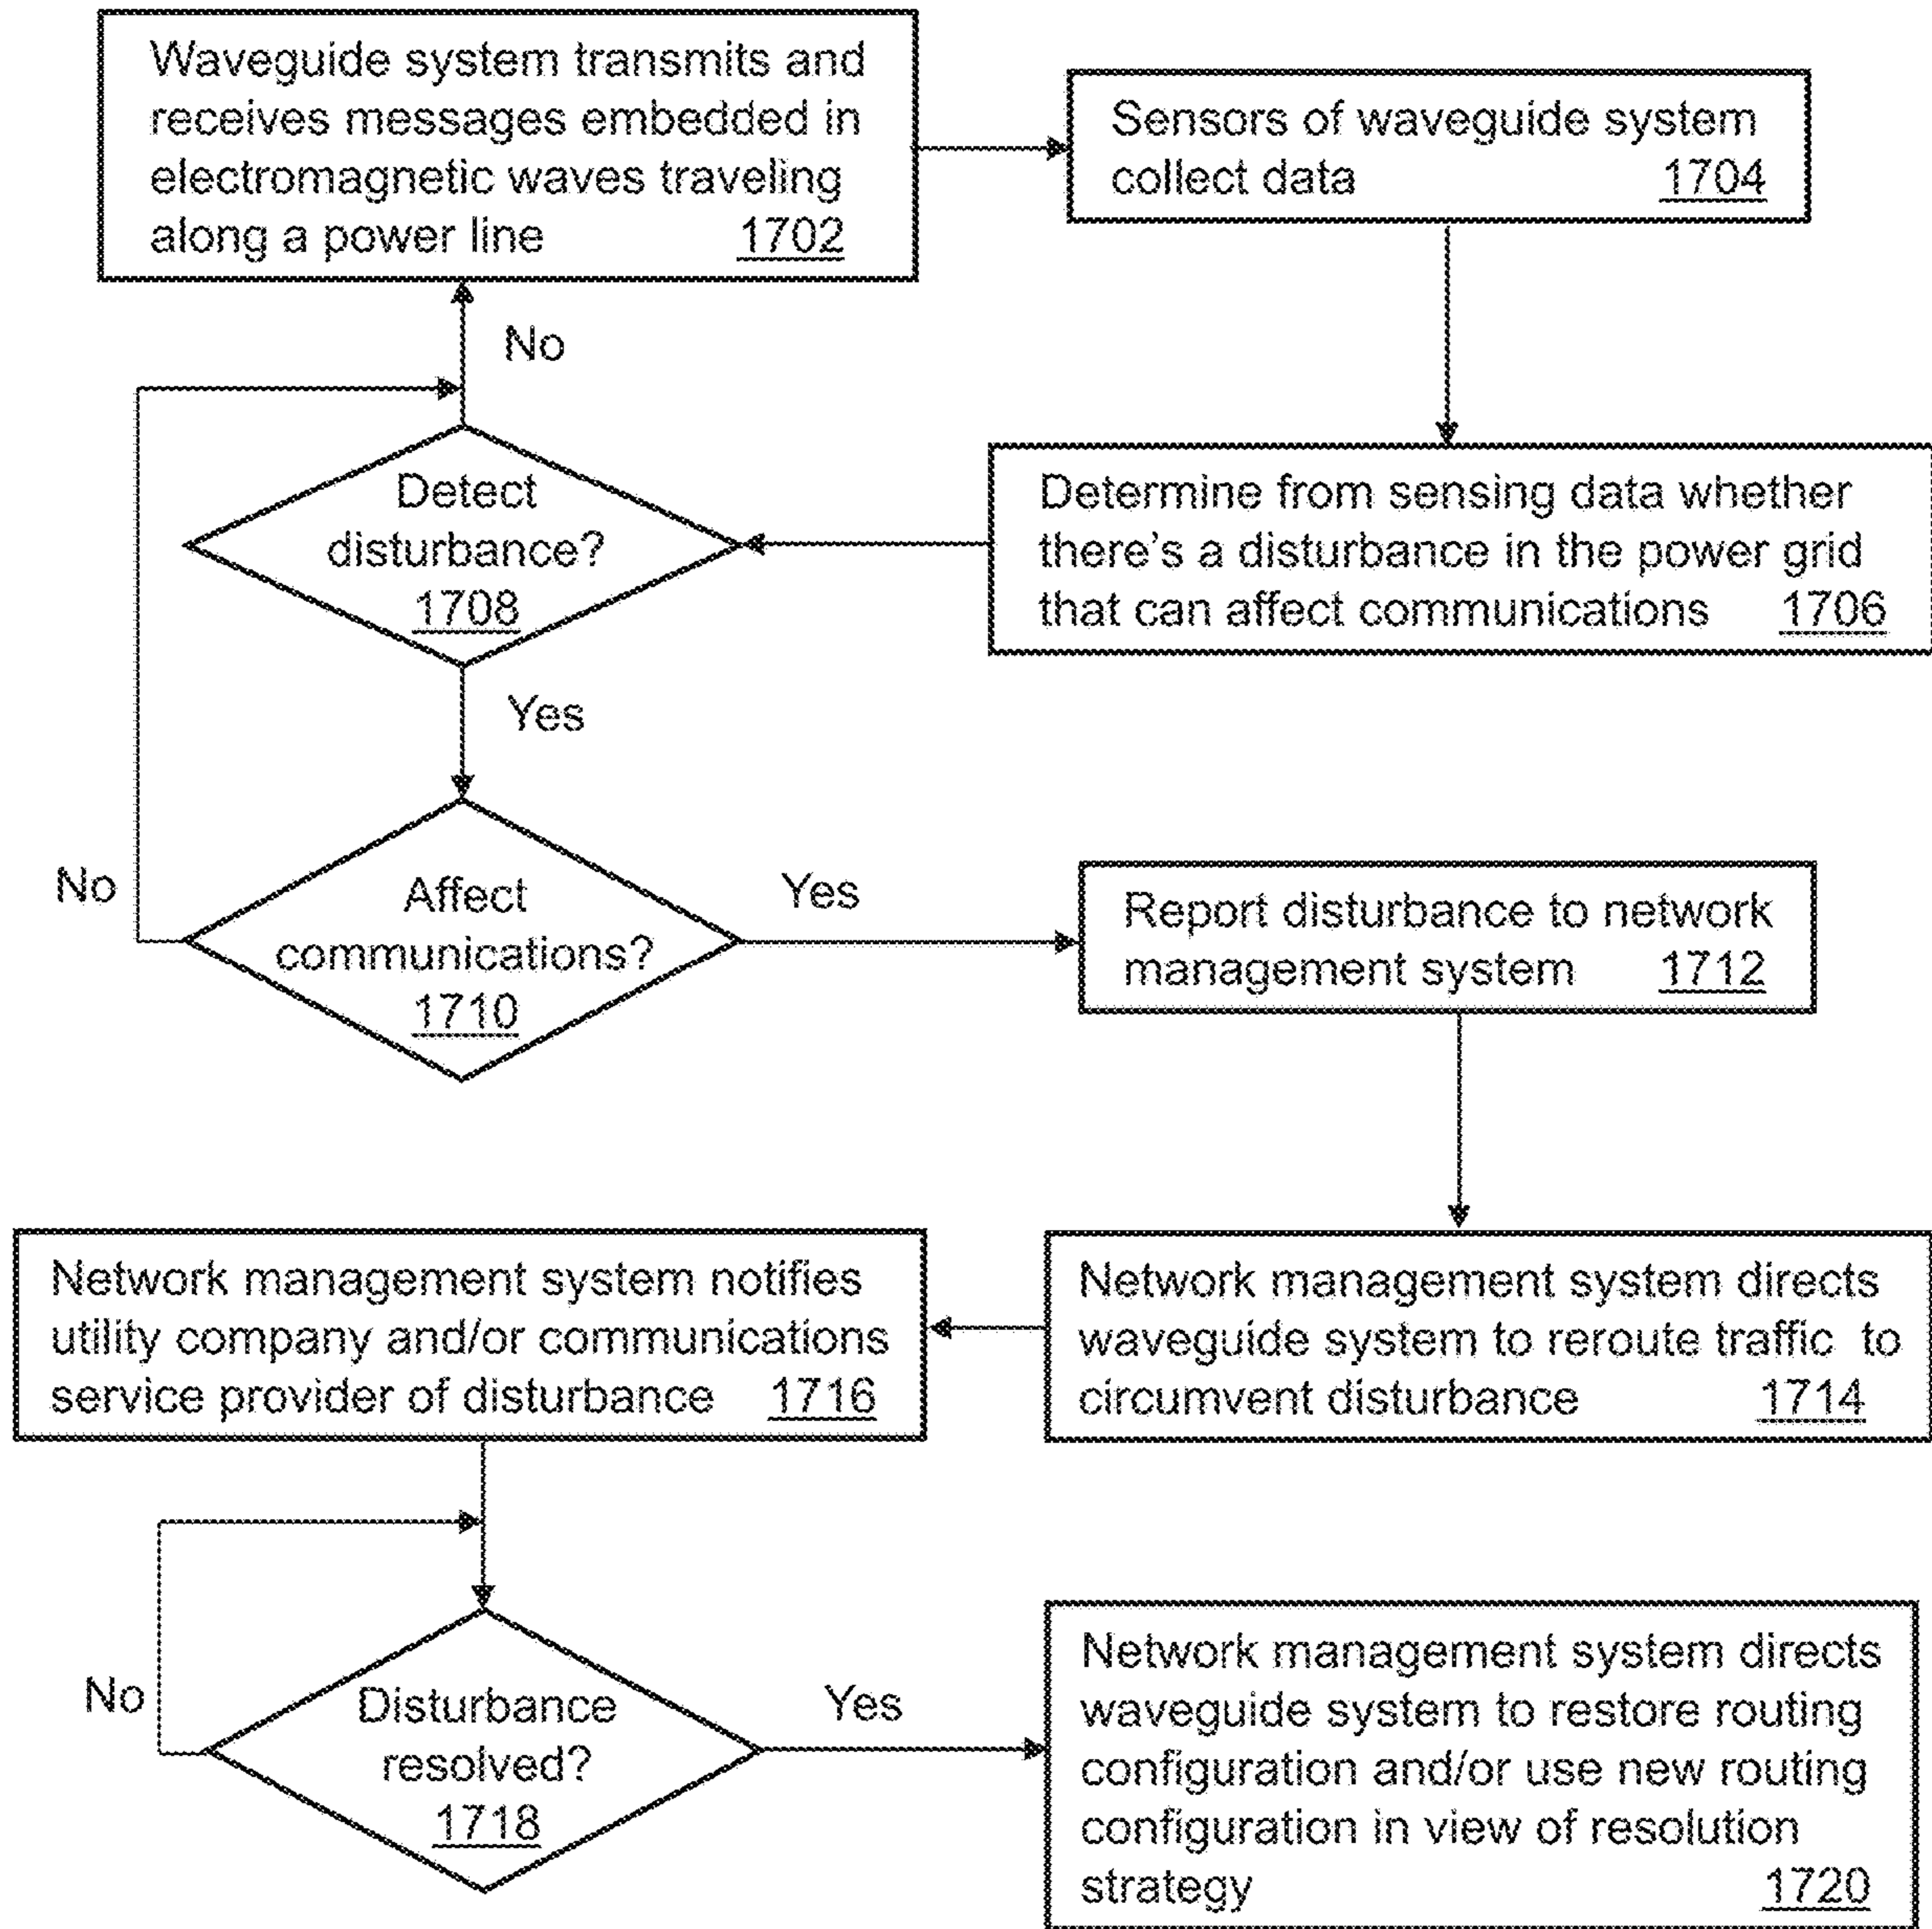 Waveguide system transmits and
receives messages embedded in
electromagnetic waves traveling
along a power line 1702
Sensors of waveguide system
collect data 1704
No
Detect
disturbance?
1708
Determine from sensing data whether
there's a disturbance in the power grid
that can affect communications 1706
Yes
No
Affect
communications?
1710
Yes
Report disturbance to network
management system 1712
Network management system directs
waveguide system to reroute traffic to
circumvent disturbance 1714
Network management system notifies
utility company and/or communications
service provider of disturbance 1716
No
Disturbance
resolved?
1718
Yes
Network management system directs
waveguide system to restore routing
configuration and/or use new routing
configuration in view of resolution
strategy 1720